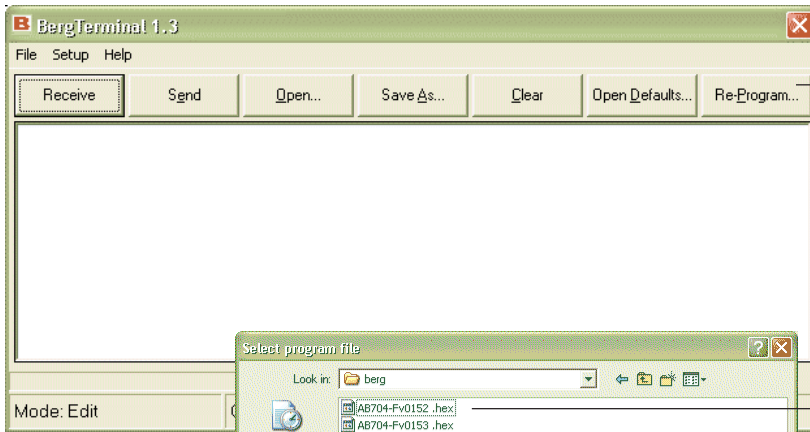 B BergTerminal 1.3
File Setup Help
Receive Send Open... Save As... Clear Open Defaults... Re-Program...
Select program file
Look in: berg
Mode: Edit
AB704-Fv0152 .hex
AB704-Fv0153 .hex